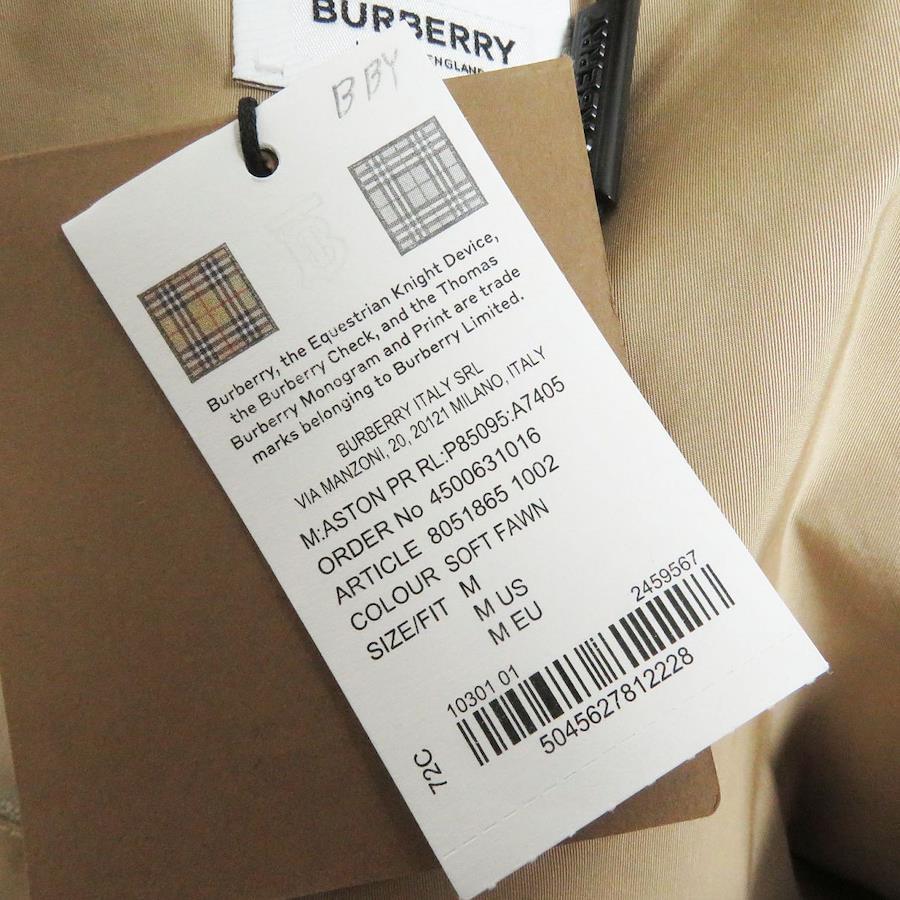 BURBERRY
ENGLAND
BBY
Burberry, the Equestrian Knight Device,
the Burberry Check, and the Thomas
Burberry Monogram and Print are trade
marks belonging to Burberry Limited.
BURBERRY ITALY SRL
VIA MANZONI, 20, 20121 MILANO, ITALY
M:ASTON PR RL:P85095:A7405
ORDER No 4500631016
ARTICLE 8051865 1002
COLOUR SOFT FAWN
SIZE/FIT M
M US
M EU
10301 01 2459567
5045627812228
72C